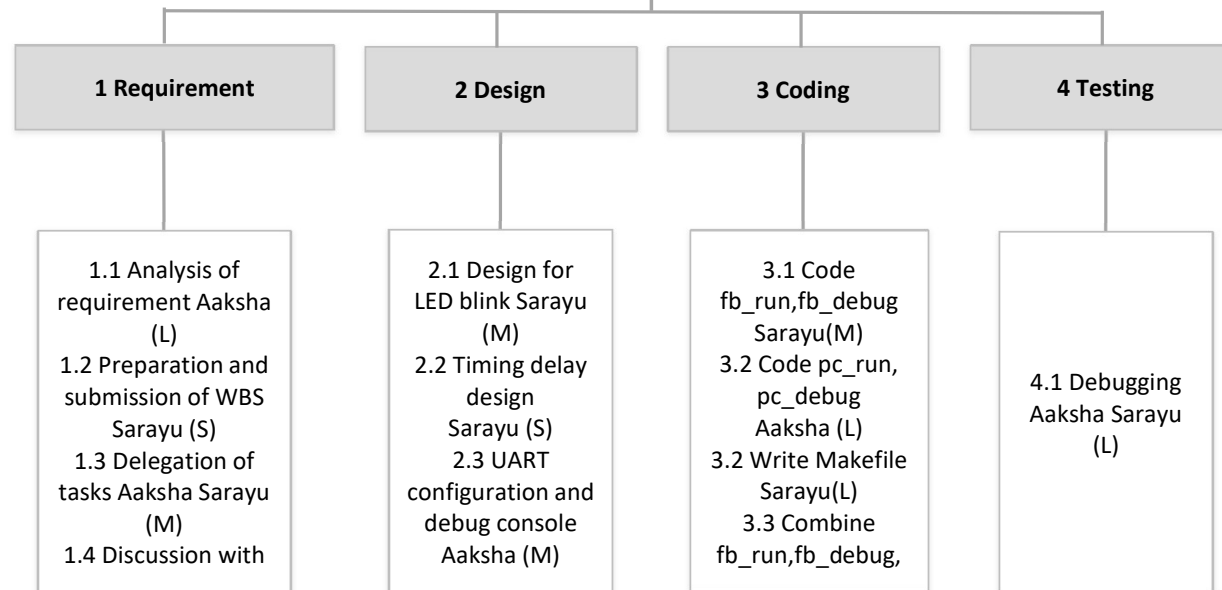 1 Requirement
2 Design
3 Coding
4 Testing
1.1 Analysis of
requirement Aaksha
(L)
1.2 Preparation and
submission of WBS
Sarayu (S)
1.3 Delegation of
tasks Aaksha Sarayu
(M)
1.4 Discussion with
2.1 Design for
LED blink Sarayu
(M)
2.2 Timing delay
design
Sarayu (S)
2.3 UART
configuration and
debug console
Aaksha (M)
3.1 Code
fb_run,fb_debug
Sarayu(M)
3.2 Code pc_run,
pc_debug
Aaksha (L)
3.2 Write Makefile
Sarayu(L)
3.3 Combine
fb_run,fb_debug,
4.1 Debugging
Aaksha Sarayu
(L)